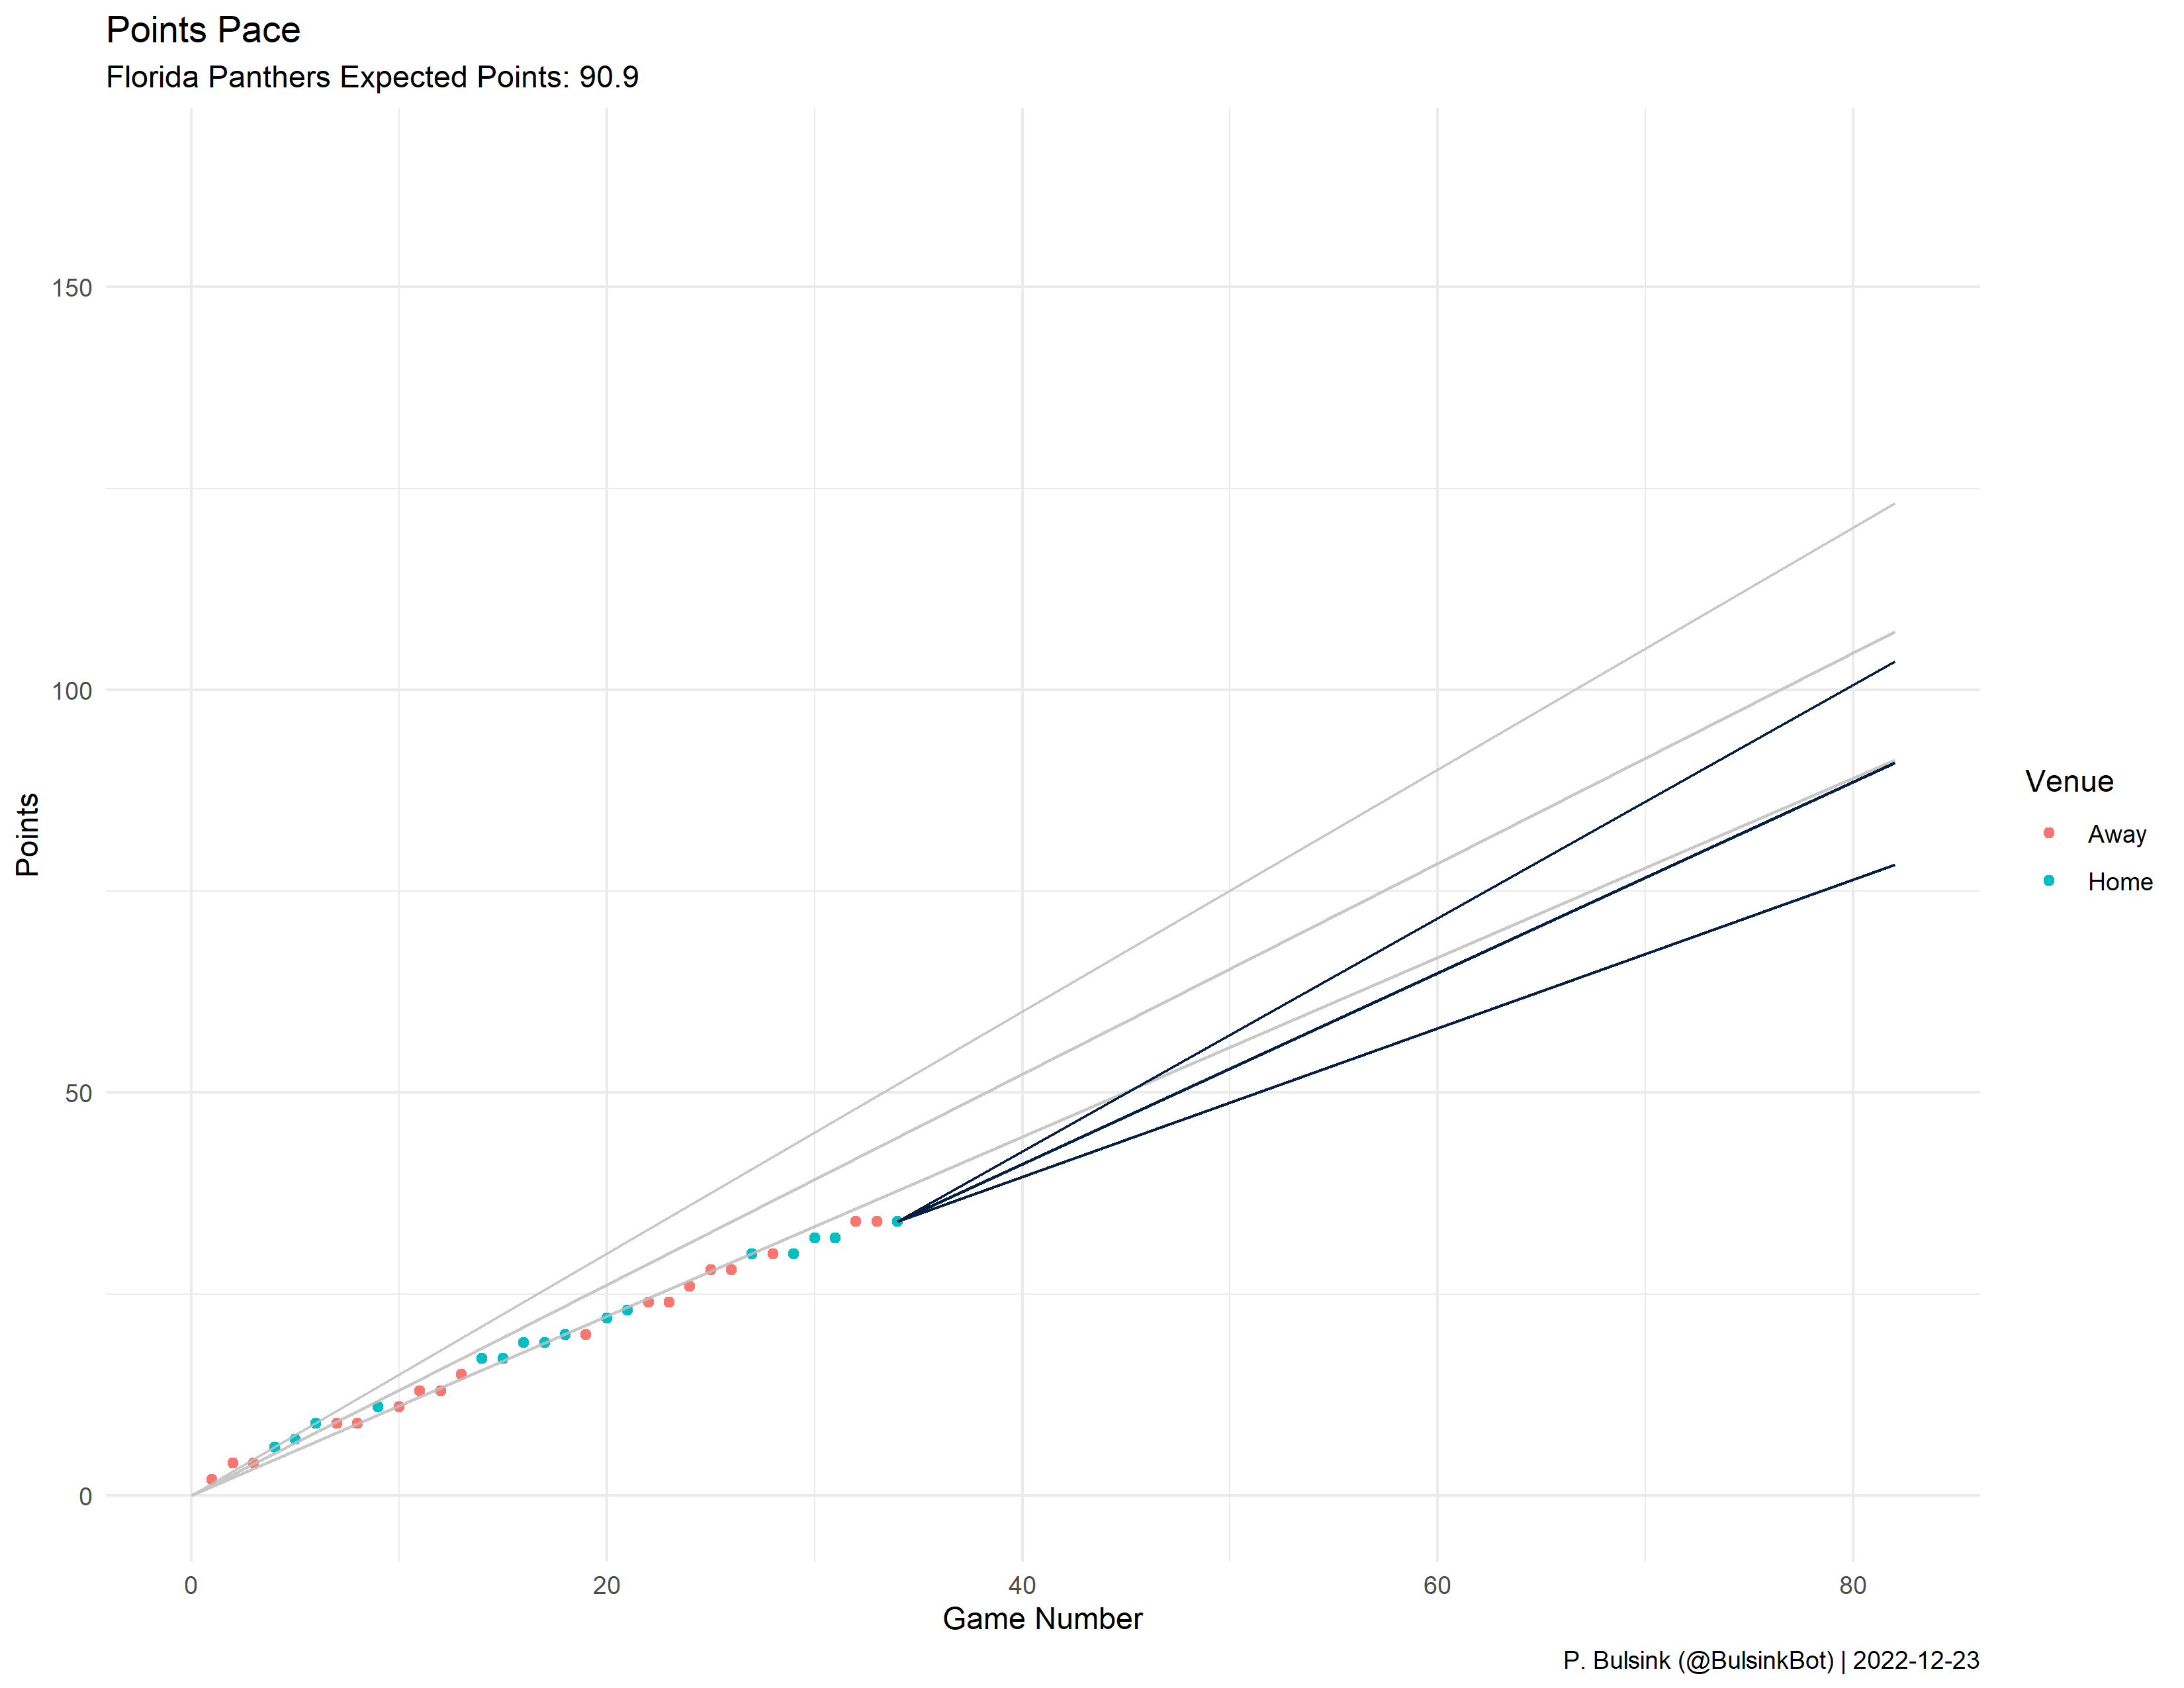 Points Pace
Florida Panthers Expected Points: 90.9
150
100
50
0
Points
0 20 40 60 80
Game Number
Venue
Away
Home
P. Bulsink (@BulsinkBot) | 2022-12-23